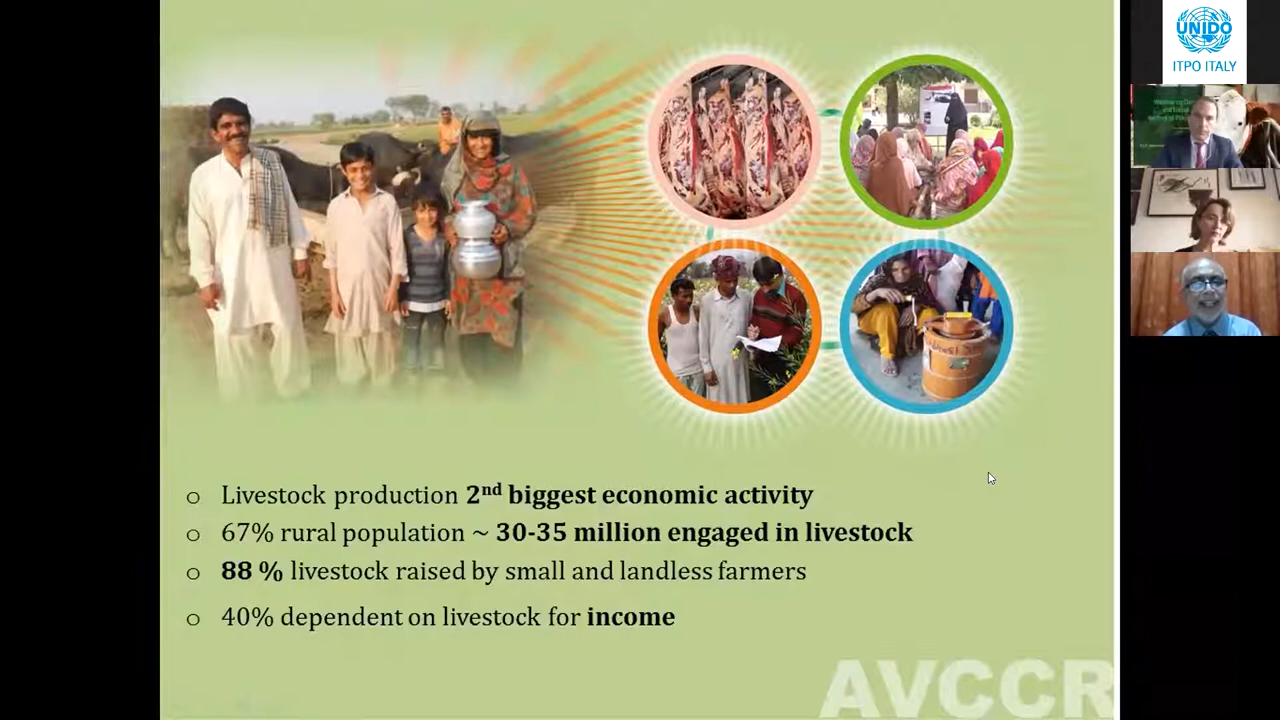 UNIDO
ITPO ITALY
o Livestock production 2nd biggest economic activity
o 67% rural population ~ 30-35 million engaged in livestock
o 88 % livestock raised by small and landless farmers
o 40% dependent on livestock for income
AVCCR